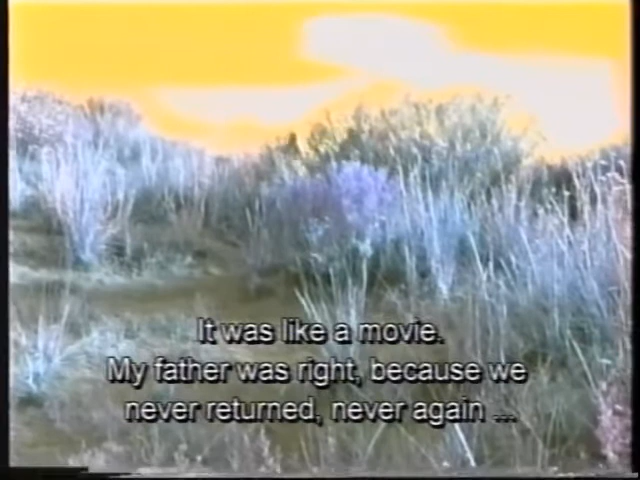 It was like a movie.
My father was right, because we
never returned, never again ...